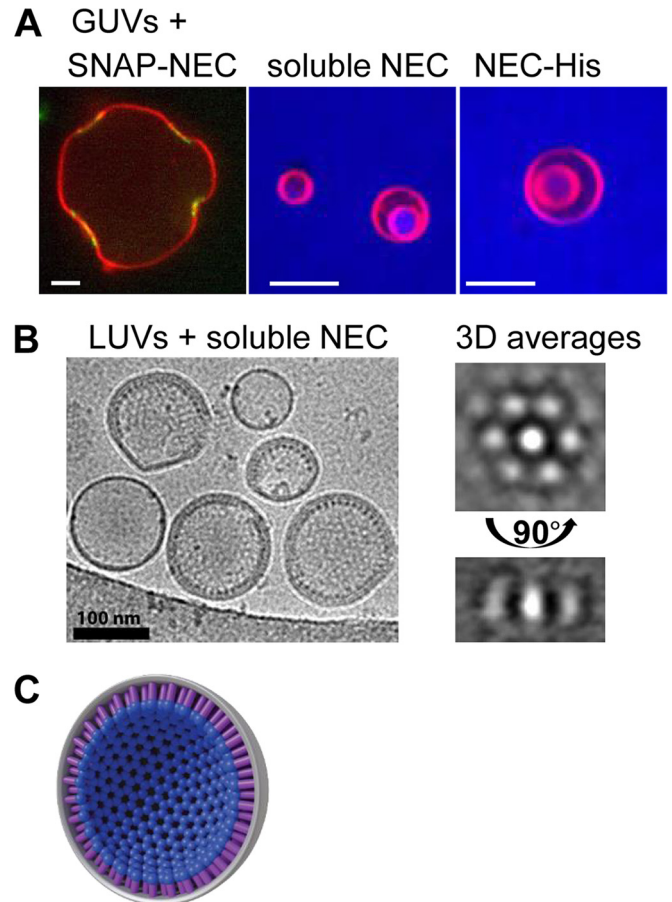 A GUVs +
SNAP-NEC soluble NEC NEC-His
B LUVs + soluble NEC 3D averages
90°
100 nm
C